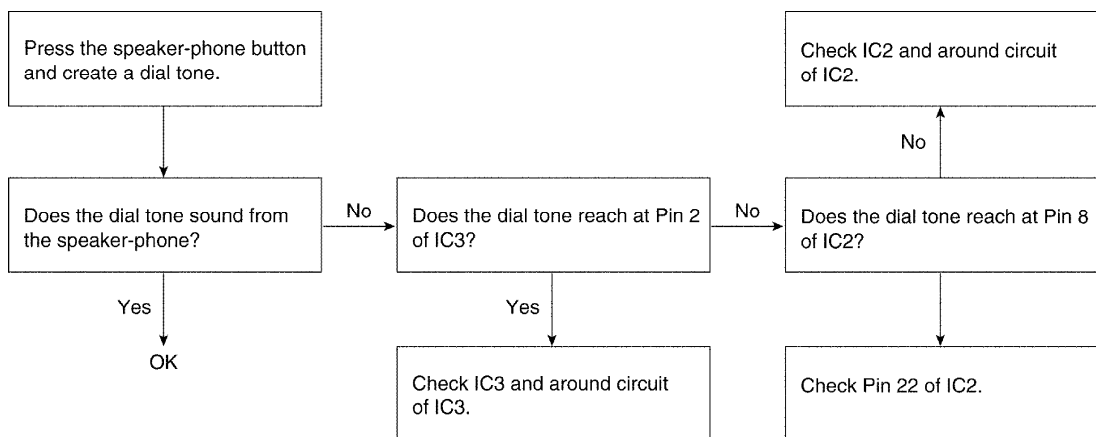 Press the speaker-phone button
and create a dial tone.
Check IC2 and around circuit
of IC2.
No
Does the dial tone sound from
the speaker-phone?
No
Does the dial tone reach at Pin 2
of IC3?
No
Does the dial tone reach at Pin 8
of IC2?
Yes
OK
Yes
Check IC3 and around circuit
of IC3.
Check Pin 22 of IC2.